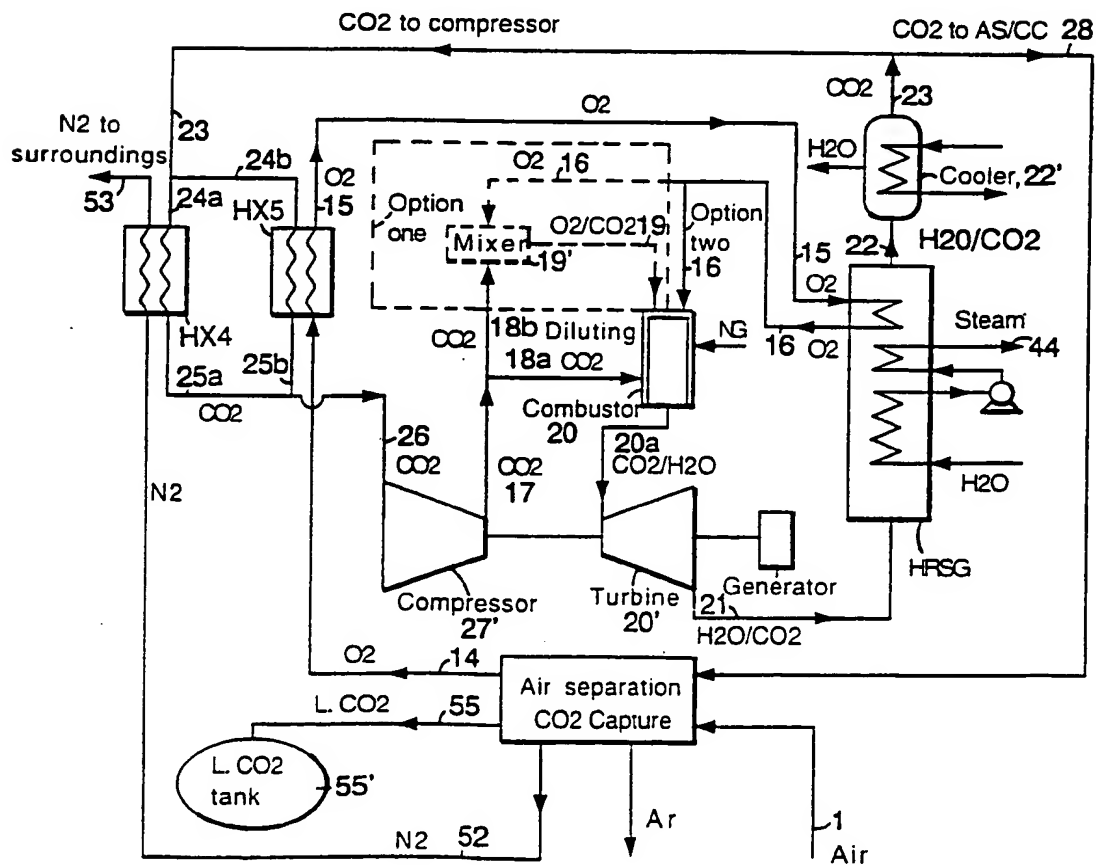 CO2 to compressor
CO2 to AS/CC 28
CO2 23
23
O2
N2 to
surroundings
53
24b
24a
O2
15
HX5
HX4
Option
one
O2 16
Mixer
19'
O2/CO2 19
Option
two
16
H2O
Cooler, 22'
22
H20/CO2
15
O2
16 O2
Steam
44
H2O
HRSG
18b Diluting
CO2
18a CO2
NG
Combustor
20
20a
CO2/H2O
25a
CO2
25b
26
CO2
CO2
17
N2
Compressor
27'
Turbine
20'
Generator
21
H2O/CO2
O2 14
L. CO2 55
Air separation
CO2 Capture
L. CO2
tank
55'
N2 52
Ar
1
Air